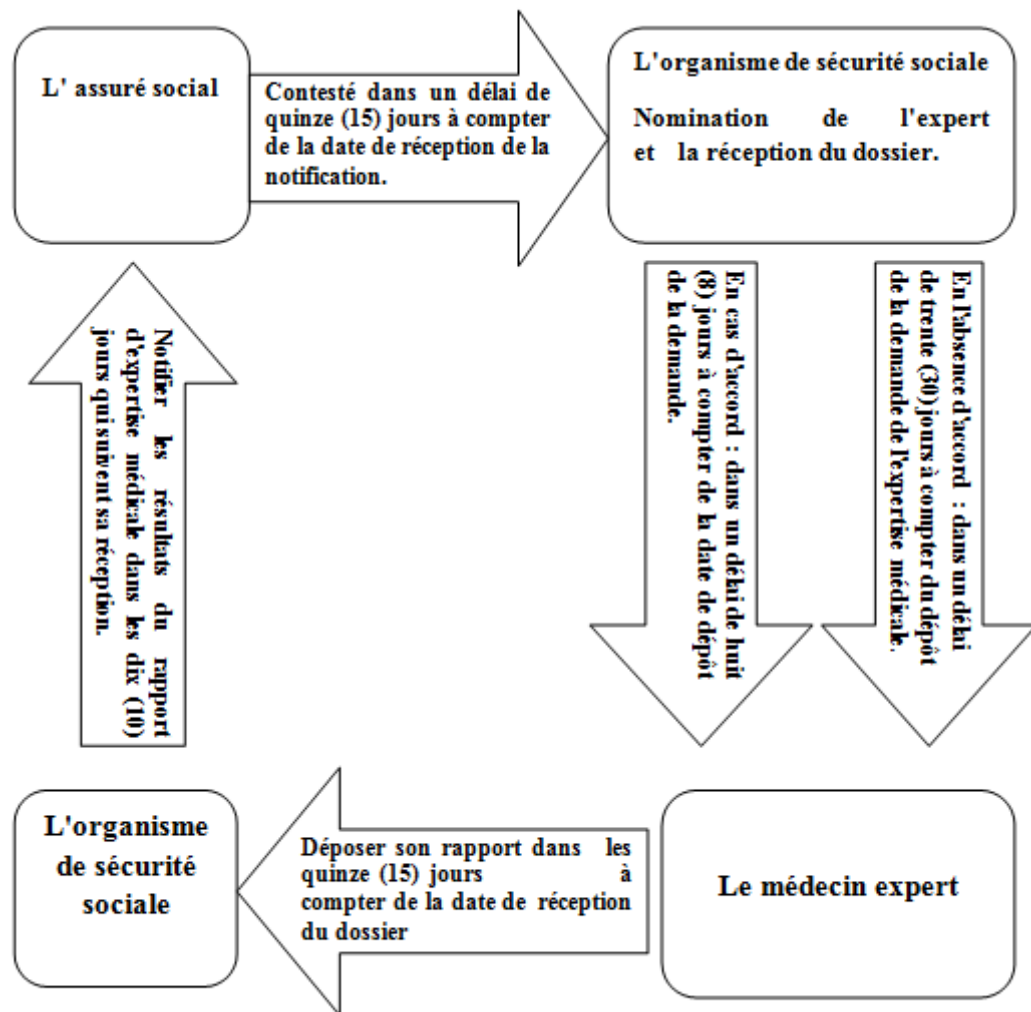 L' assuré social
Contesté dans un délai de
quinze (15) jours à compter
de la date de réception de la
notification.
L'organisme de sécurité sociale
Nomination de l'expert
et la réception du dossier.
En cas d'accord : dans un délai de huit
(8) jours à compter de la date de dépôt
de la demande.
En l'absence d'accord : dans un délai
de trente (30) jours à compter du dépôt
de la demande de l'expertise médicale.
Le médecin expert
Déposer son rapport dans les
quinze (15) jours à
compter de la date de réception
du dossier
L'organisme
de sécurité
sociale
Notifier les résultats du rapport
d'expertise médicale dans les dix (10)
jours qui suivent sa réception.